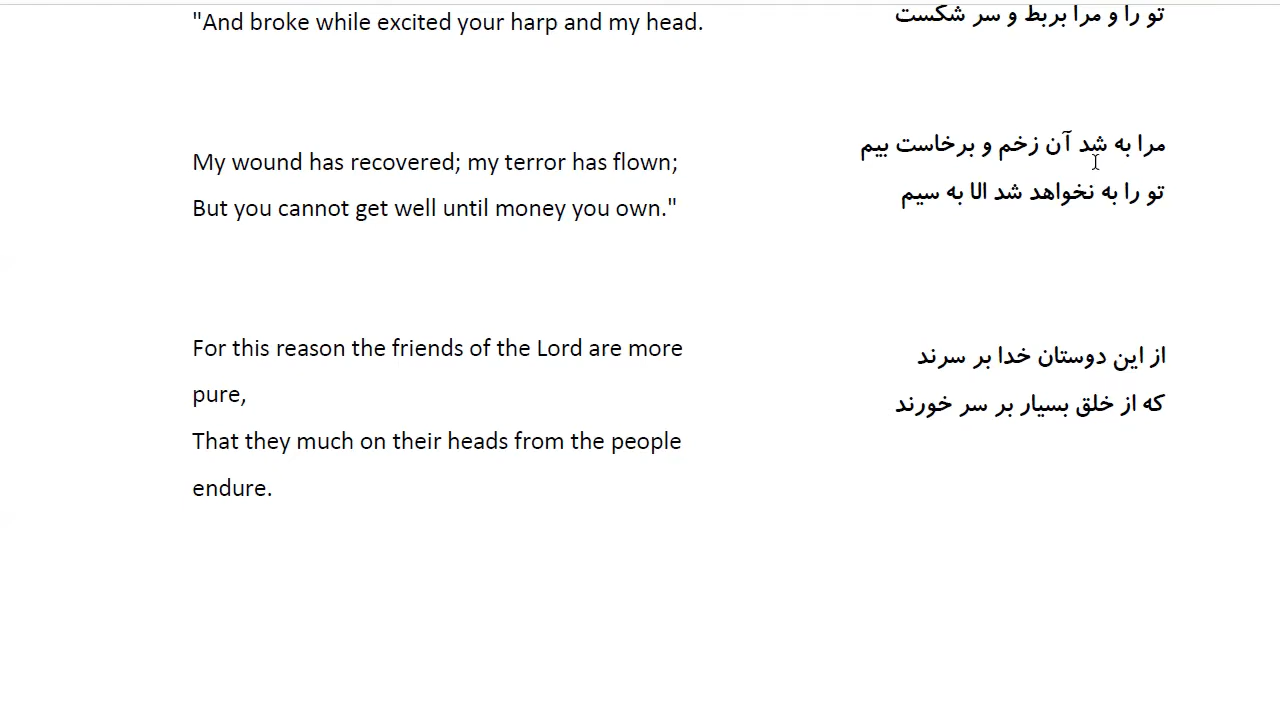 "And broke while excited your harp and my head.
تو را و مرا بربط و سر شکست
My wound has recovered; my terror has flown;
But you cannot get well until money you own."
مرا به شد آن زخم و برخاست بیم
تو را به نخواهد شد الا به سیم
For this reason the friends of the Lord are more
pure,
That they much on their heads from the people
endure.
از این دوستان خدا بر سرند
که از خلق بسیار بر سر خورند